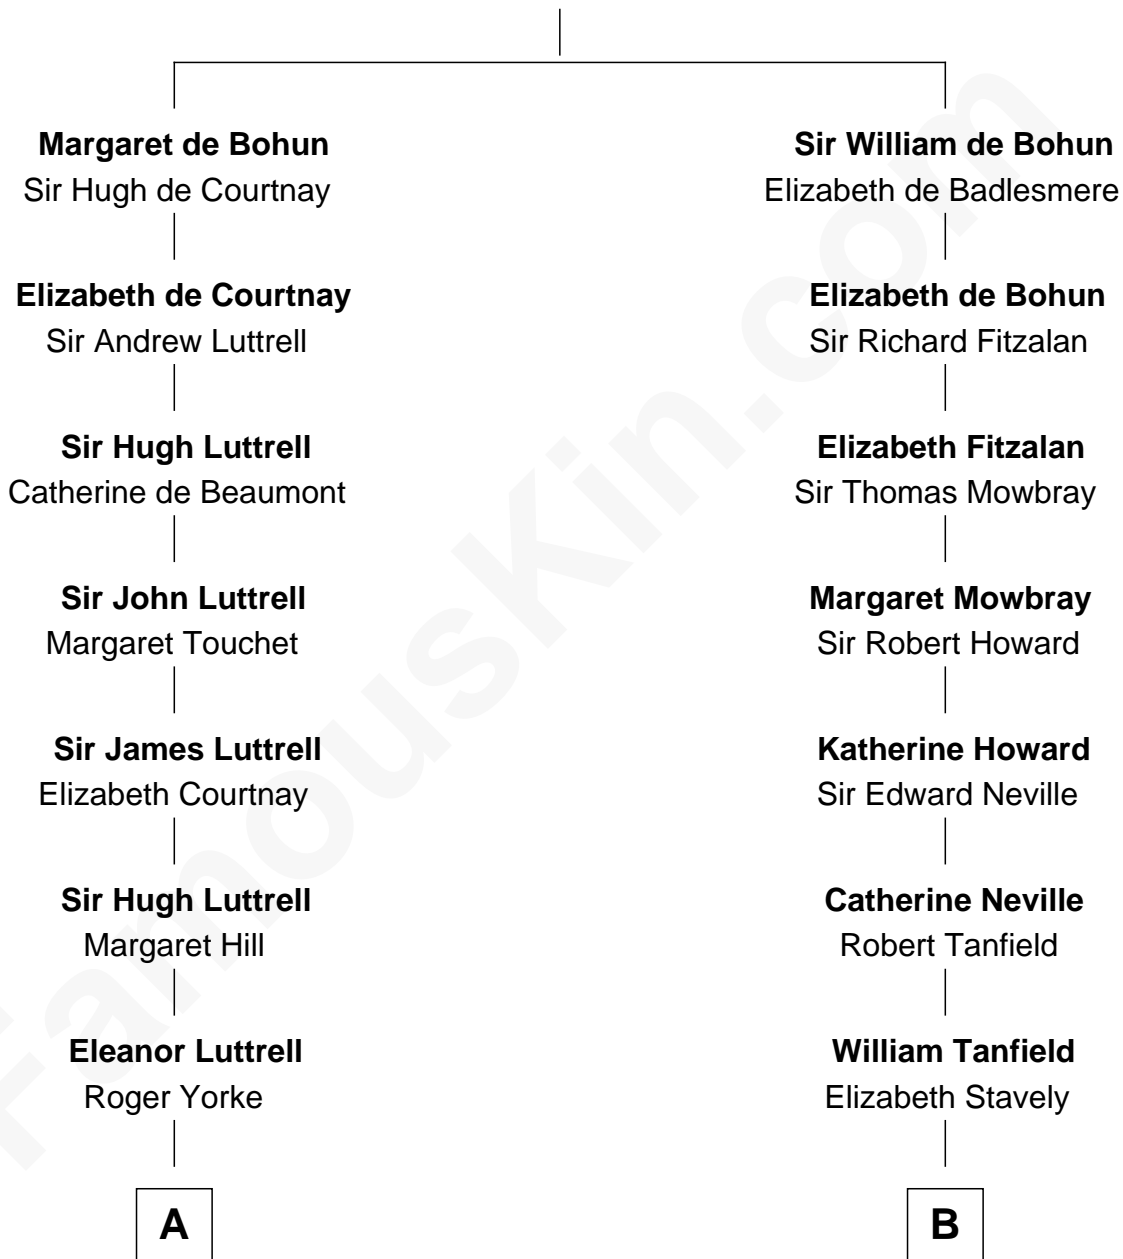 Margaret de Bohun
Sir Hugh de Courtnay
Elizabeth de Courtnay
Sir Andrew Luttrell
Sir Hugh Luttrell
Catherine de Beaumont
Sir John Luttrell
Margaret Touchet
Sir James Luttrell
Elizabeth Courtnay
Sir Hugh Luttrell
Margaret Hill
Eleanor Luttrell
Roger Yorke
A
Sir William de Bohun
Elizabeth de Badlesmere
Elizabeth de Bohun
Sir Richard Fitzalan
Elizabeth Fitzalan
Sir Thomas Mowbray
Margaret Mowbray
Sir Robert Howard
Katherine Howard
Sir Edward Neville
Catherine Neville
Robert Tanfield
William Tanfield
Elizabeth Stavely
B
FamousKin.com